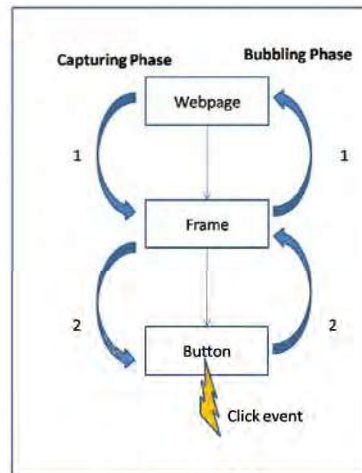 Capturing Phase
Bubbling Phase
Webpage
1
1
Frame
2
2
Button
Click event